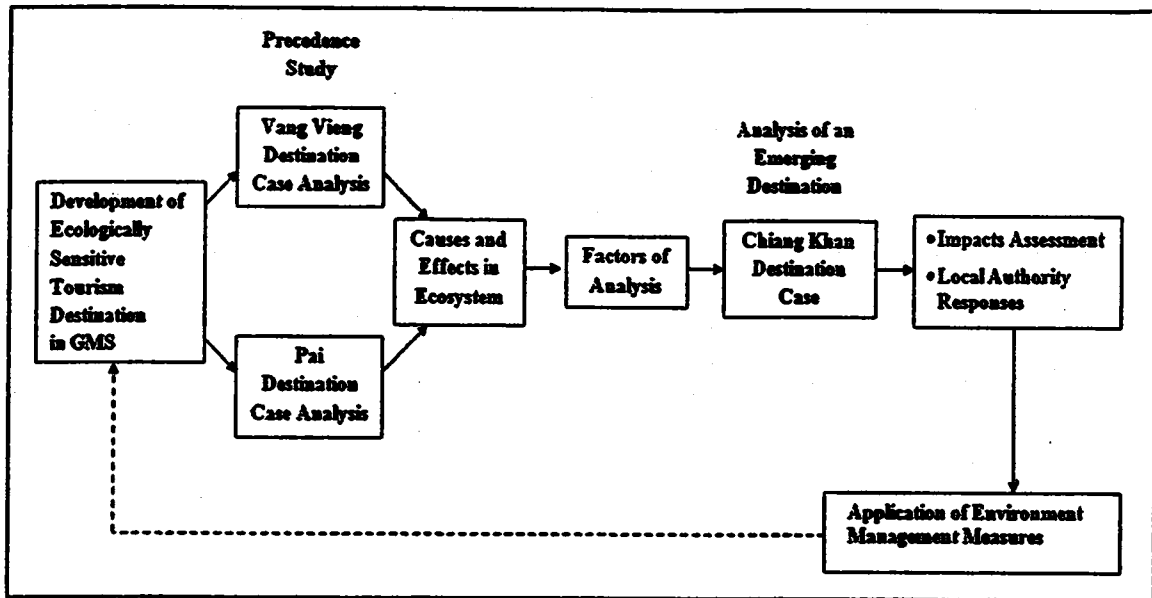 Precedence
Study
Vang Vieng
Destination
Case Analysis
Development of
Ecologically
Sensitive
Tourism
Destination
in GMS
Pai
Destination
Case Analysis
Causes and
Effects in
Ecosystem
Factors of
Analysis
Analysis of an
Emerging
Destination
Chiang Khan
Destination
Case
• Impacts Assessment
• Local Authority
Responses
Application of Environment
Management Measures